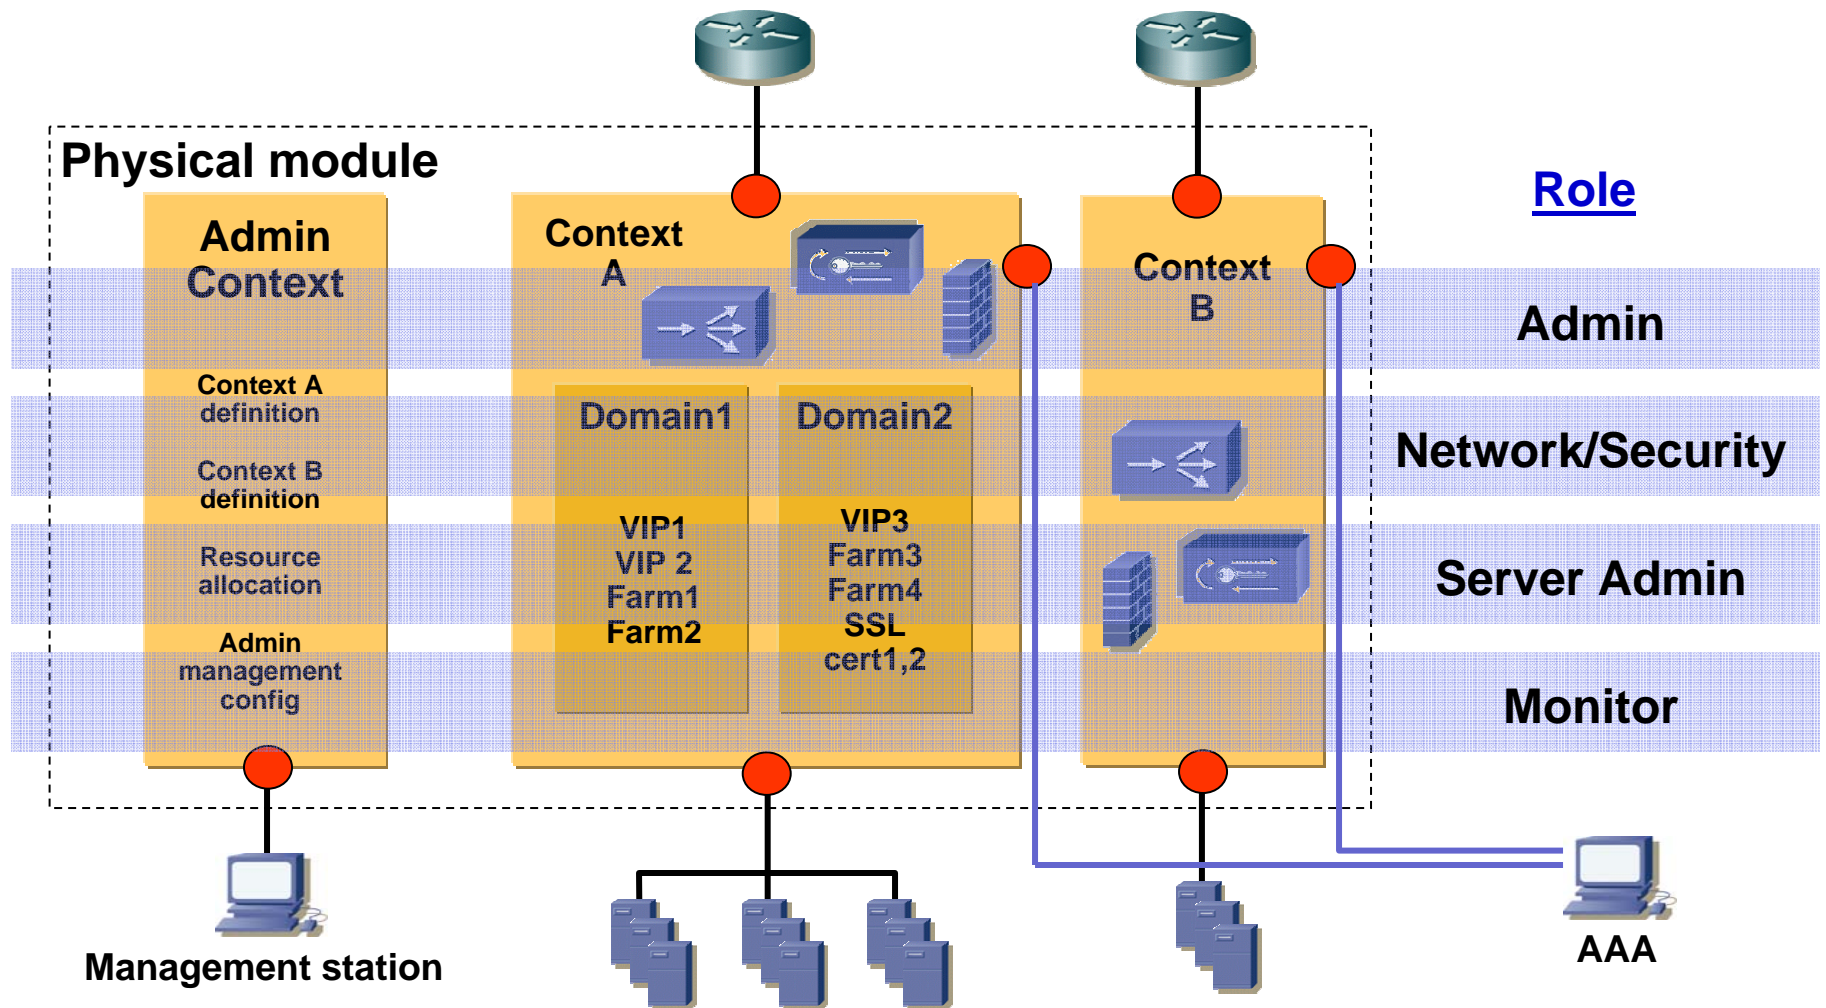 Physical module
Admin
Context
Context A
definition
Context B
definition
Resource
allocation
Admin
management
config
Context
A
Domain1
VIP1
VIP 2
Farm1
Farm2
Domain2
VIP3
Farm3
Farm4
SSL
cert1,2
Context
B
Role
Admin
Network/Security
Server Admin
Monitor
Management station
AAA